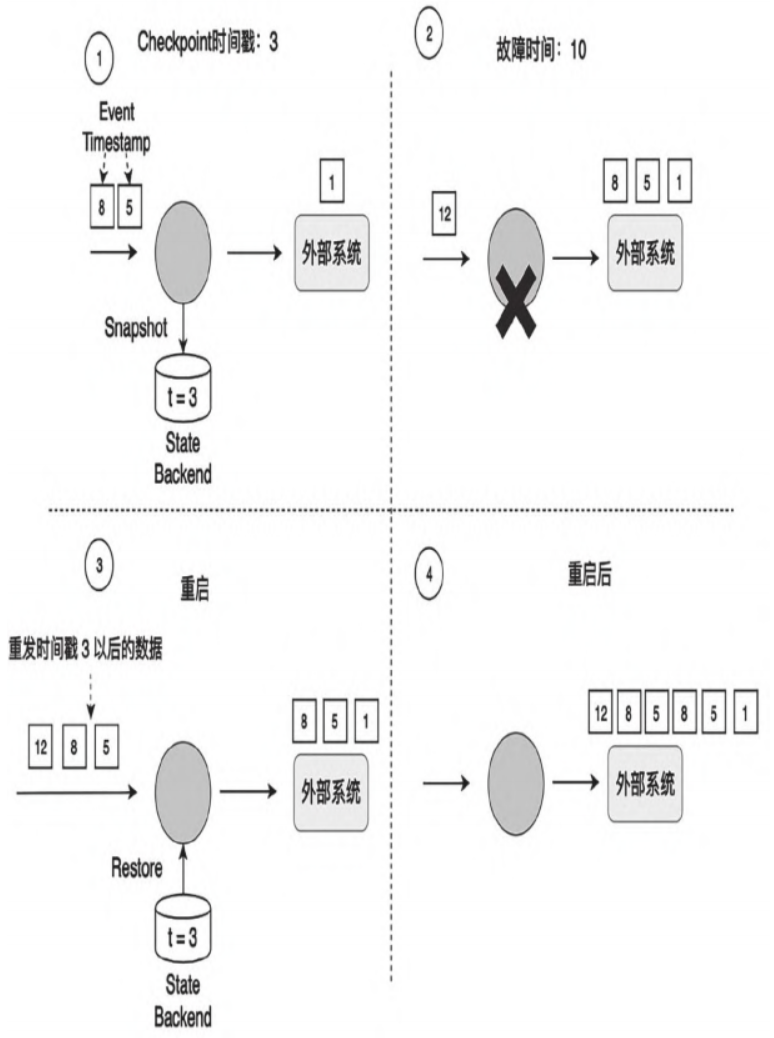 1
Checkpoint时间戳：3
Event
Timestamp
8 5
1
外部系统
Snapshot
t = 3
State
Backend
2
故障时间：10
12
8 5 1
外部系统
3
重启
重发时间戳 3 以后的数据
12 8 5
8 5 1
外部系统
Restore
t = 3
State
Backend
4
重启后
12 8 5 8 5 1
外部系统